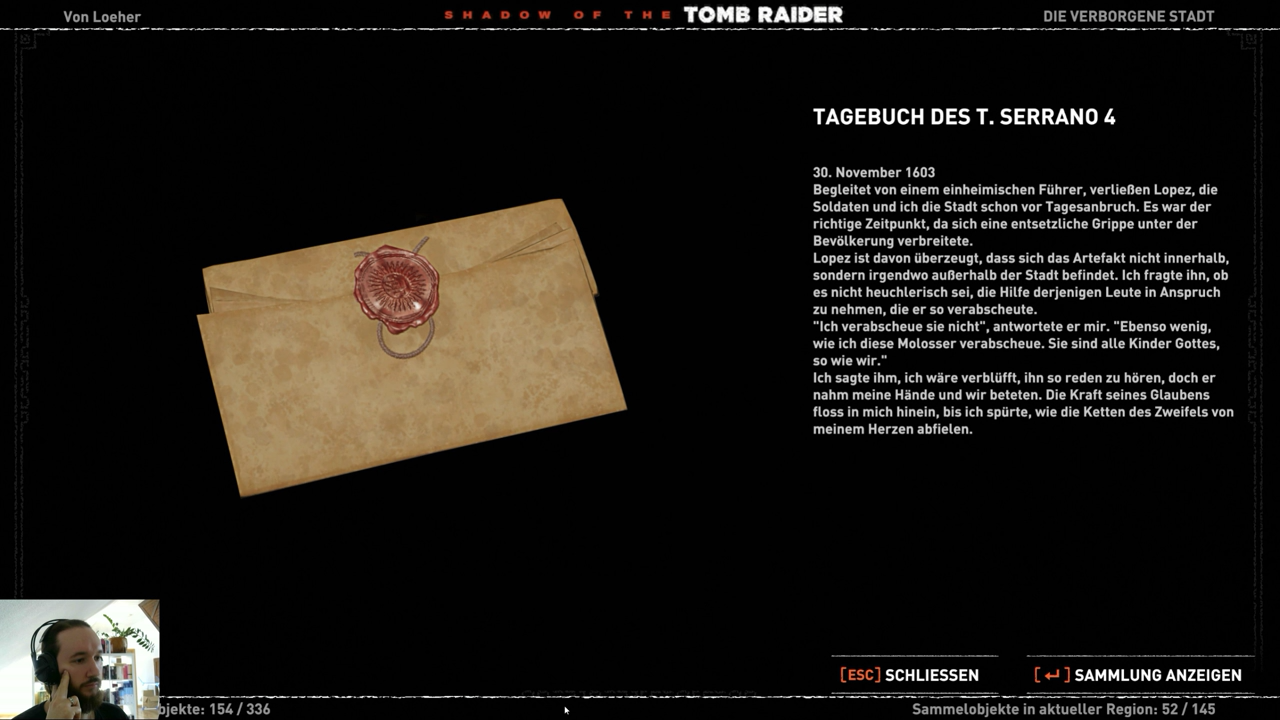 Von Loeher
SHADOW OF THE TOMB RAIDER
DIE VERBORGENE STADT
TAGEBUCH DES T. SERRANO 4
30. November 1603
Begleitet von einem einheimischen Führer, verließen Lopez, die
Soldaten und ich die Stadt schon vor Tagesanbruch. Es war der
richtige Zeitpunkt, da sich eine entsetzliche Grippe unter der
Bevölkerung verbreitete.
Lopez ist davon überzeugt, dass sich das Artefakt nicht innerhalb,
sondern irgendwo außerhalb der Stadt befindet. Ich fragte ihn, ob
es nicht heuchlerisch sei, die Hilfe derjenigen Leute in Anspruch
zu nehmen, die er so verabscheute.
"Ich verabscheue sie nicht", antwortete er mir. "Ebenso wenig,
wie ich diese Molosser verabscheue. Sie sind alle Kinder Gottes,
so wie wir."
Ich sagte ihm, ich wäre verblüfft, ihn so reden zu hören, doch er
nahm meine Hände und wir beteten. Die Kraft seines Glaubens
floss in mich hinein, bis ich spürte, wie die Ketten des Zweifels von
meinem Herzen abfielen.
[ESC] SCHLIESSEN
[↵] SAMMLUNG ANZEIGEN
bjekte: 154 / 336
Sammelobjekte in aktueller Region: 52 / 145